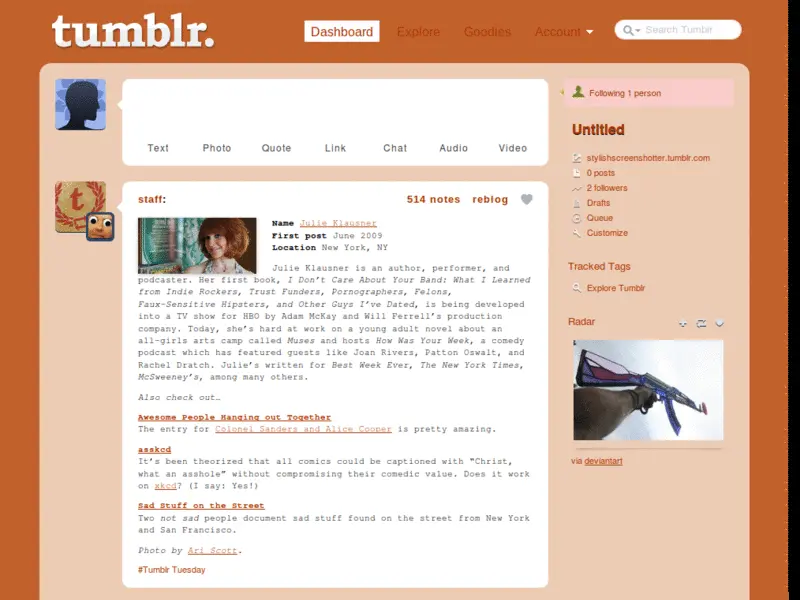 tumblr.
Dashboard
Explore
Goodies
Account
Search Tumblr
Text
Photo
Quote
Link
Chat
Audio
Video
staff:
514 notes
reblog
Name Julie Klausner
First post June 2009
Location New York, NY
Julie Klausner is an author, performer, and
podcaster. Her first book, I Don't Care About Your Band: What I Learned
from Indie Rockers, Trust Funders, Pornographers, Felons,
Faux-Sensitive Hipsters, and Other Guys I've Dated, is being developed
into a TV show for HBO by Adam McKay and Will Ferrell's production
company. Today, she's hard at work on a young adult novel about an
all-girls arts camp called Muses and hosts How Was Your Week, a comedy
podcast which has featured guests like Joan Rivers, Patton Oswalt, and
Rachel Dratch. Julie's written for Best Week Ever, The New York Times,
McSweeney's, among many others.
Also check out…
Awesome People Hanging out Together
The entry for Colonel Sanders and Alice Cooper is pretty amazing.
asskcd
It's been theorized that all comics could be captioned with "Christ,
what an asshole" without compromising their comedic value. Does it work
on xkcd? (I say: Yes!)
Sad Stuff on the Street
Two not sad people document sad stuff found on the street from New York
and San Francisco.
Photo by Ari Scott.
#Tumblr Tuesday
Following 1 person
Untitled
stylishscreenshotter.tumblr.com
0 posts
2 followers
Drafts
Queue
Customize
Tracked Tags
Explore Tumblr
Radar
via deviantart